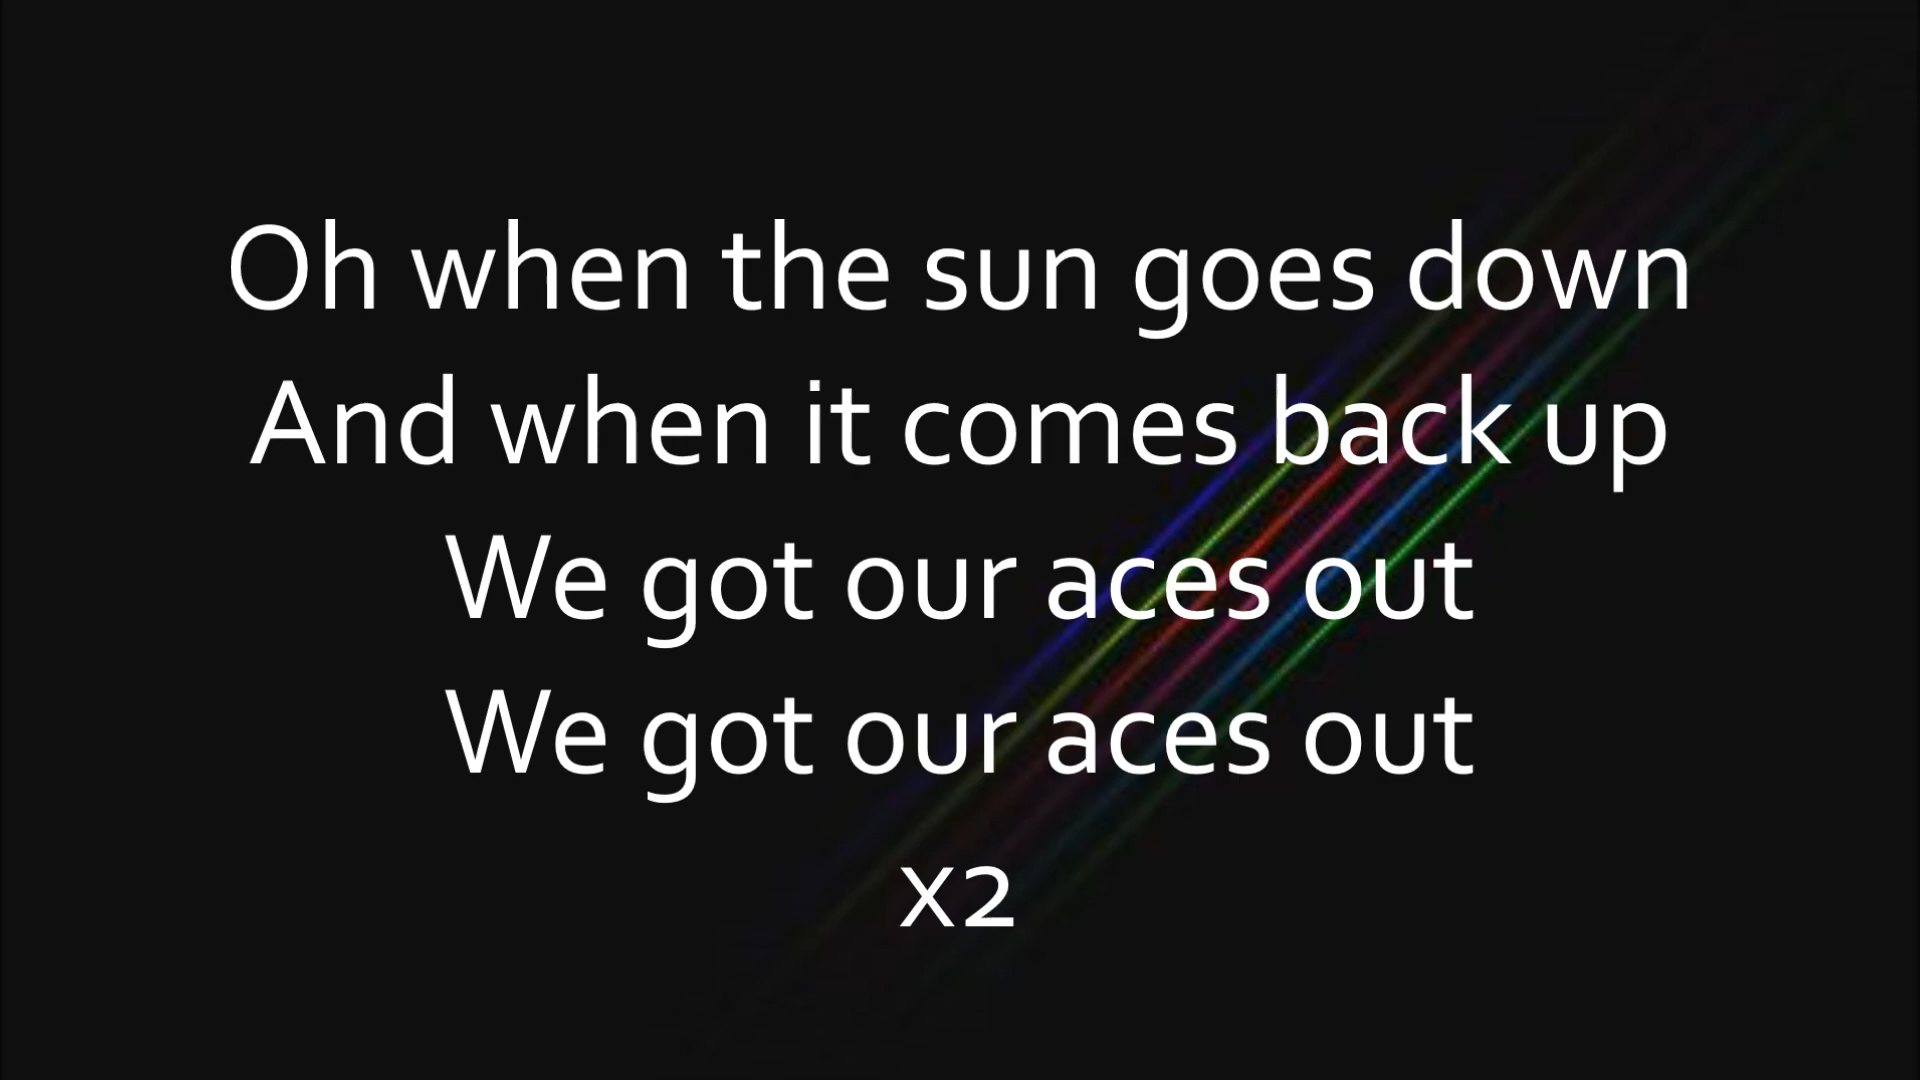 Oh when the sun goes down
And when it comes back up
We got our aces out
We got our aces out
x2